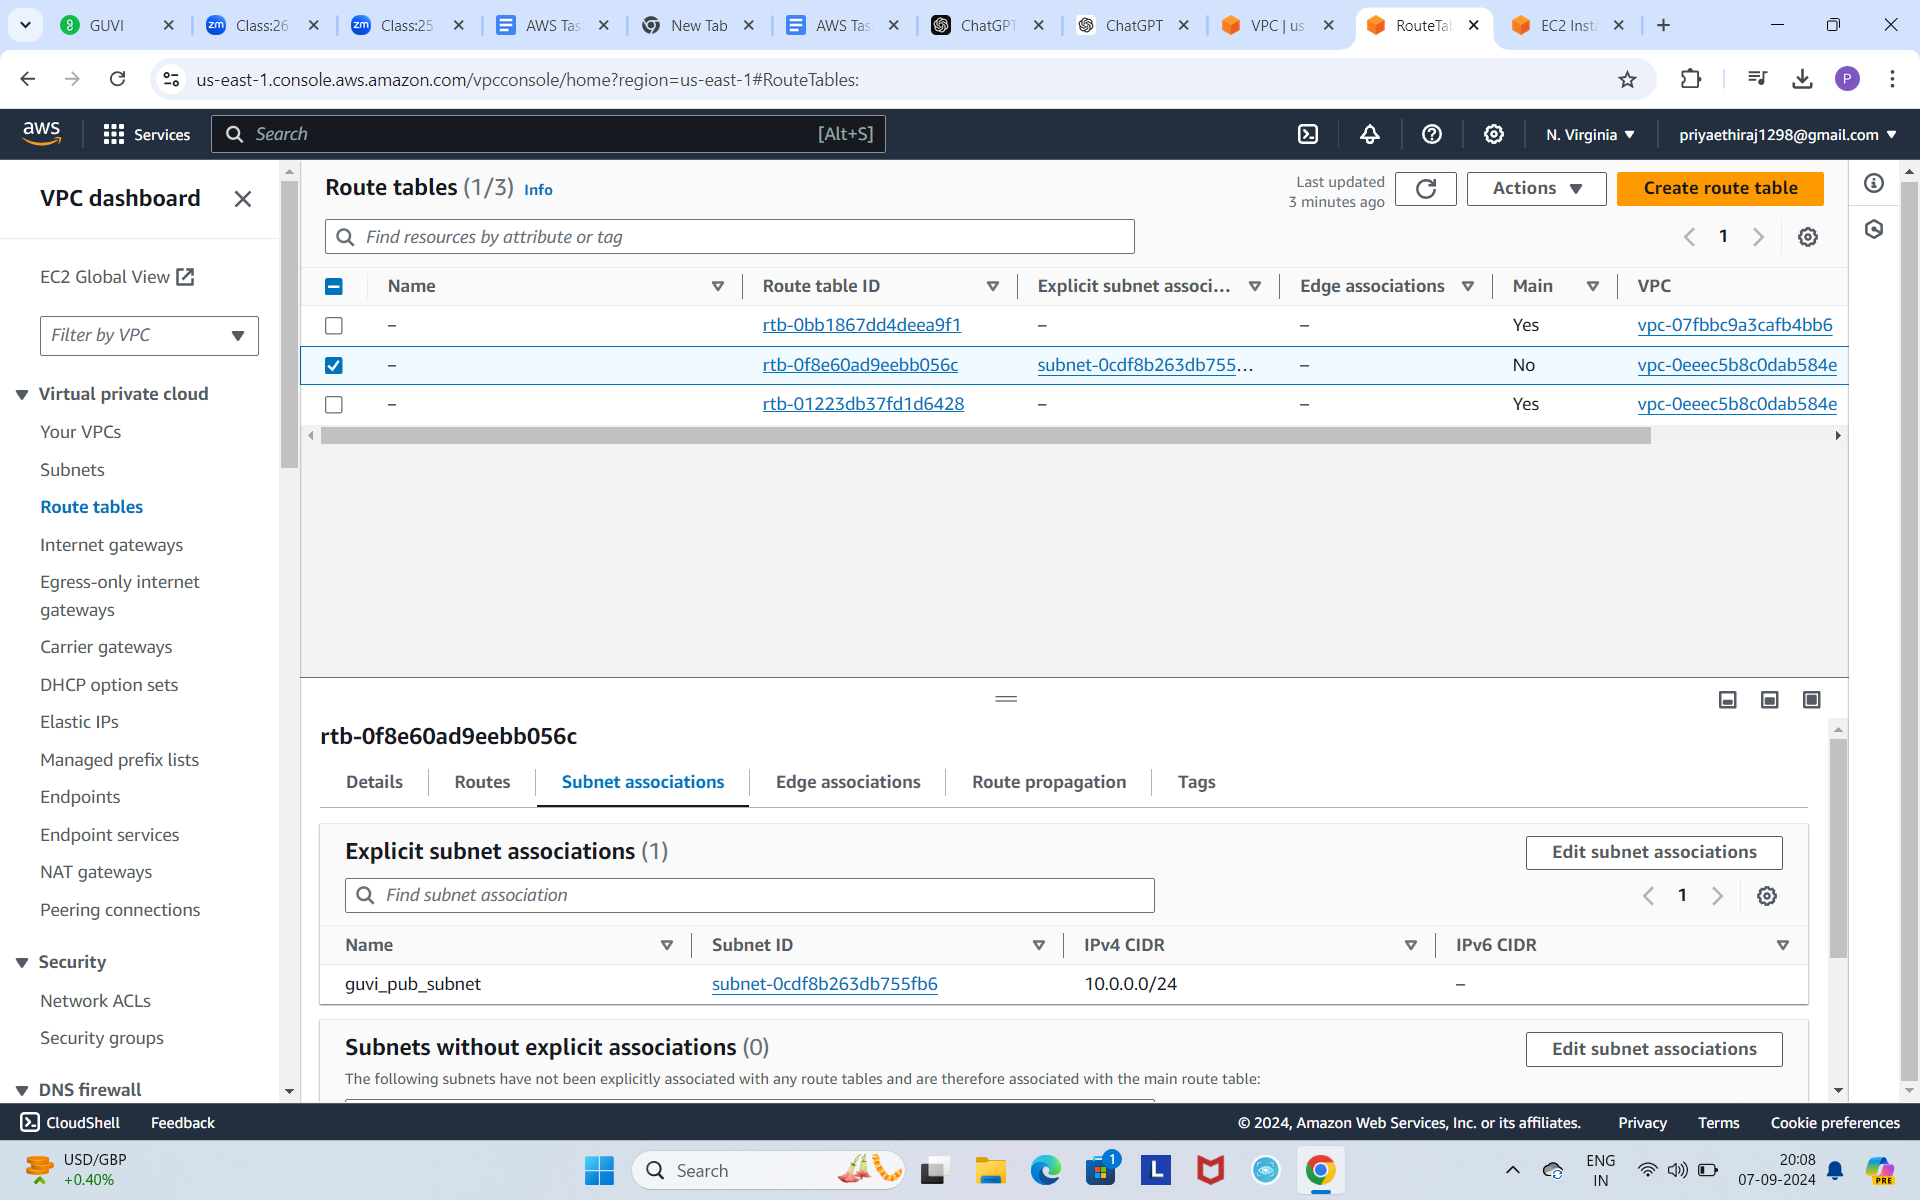 GUVI
Class:26
Class:25
AWS Tas
New Tab
AWS Tas
ChatGPT
ChatGPT
VPC | us-
RouteTab
EC2 Insta
us-east-1.console.aws.amazon.com/vpcconsole/home?region=us-east-1#RouteTables:
P
aws
Services
Search
[Alt+S]
N. Virginia
priyaethiraj1298@gmail.com
VPC dashboard
EC2 Global View
Filter by VPC
Virtual private cloud
Your VPCs
Subnets
Route tables
Internet gateways
Egress-only internet
gateways
Carrier gateways
DHCP option sets
Elastic IPs
Managed prefix lists
Endpoints
Endpoint services
NAT gateways
Peering connections
Security
Network ACLs
Security groups
DNS firewall
Route tables (1/3) Info
Last updated
3 minutes ago
Actions
Create route table
Find resources by attribute or tag
1
Name Route table ID Explicit subnet associ... Edge associations Main VPC
– rtb-0bb1867dd4deea9f1 – – Yes vpc-07fbbc9a3cafb4bb6
– rtb-0f8e60ad9eebb056c subnet-0cdf8b263db755... – No vpc-0eeec5b8c0dab584e
– rtb-01223db37fd1d6428 – – Yes vpc-0eeec5b8c0dab584e
rtb-0f8e60ad9eebb056c
Details Routes Subnet associations Edge associations Route propagation Tags
Explicit subnet associations (1)
Edit subnet associations
Find subnet association
1
Name Subnet ID IPv4 CIDR IPv6 CIDR
guvi_pub_subnet subnet-0cdf8b263db755fb6 10.0.0.0/24 –
Subnets without explicit associations (0)
Edit subnet associations
The following subnets have not been explicitly associated with any route tables and are therefore associated with the main route table:
CloudShell Feedback
© 2024, Amazon Web Services, Inc. or its affiliates. Privacy Terms Cookie preferences
USD/GBP
+0.40%
Search
1
L
ENG
IN
20:08
07-09-2024
PRE